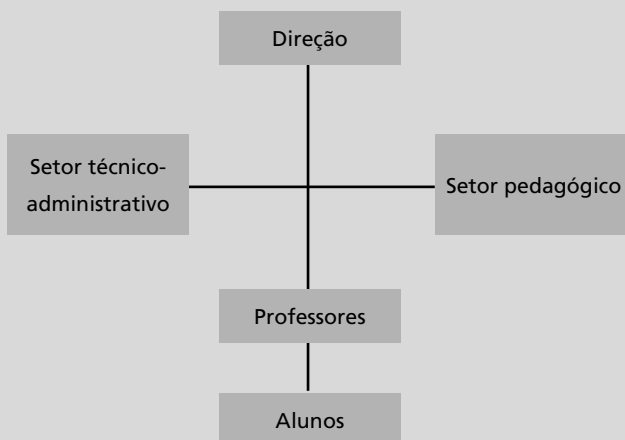 Direção
Setor técnico-
administrativo
Setor pedagógico
Professores
Alunos